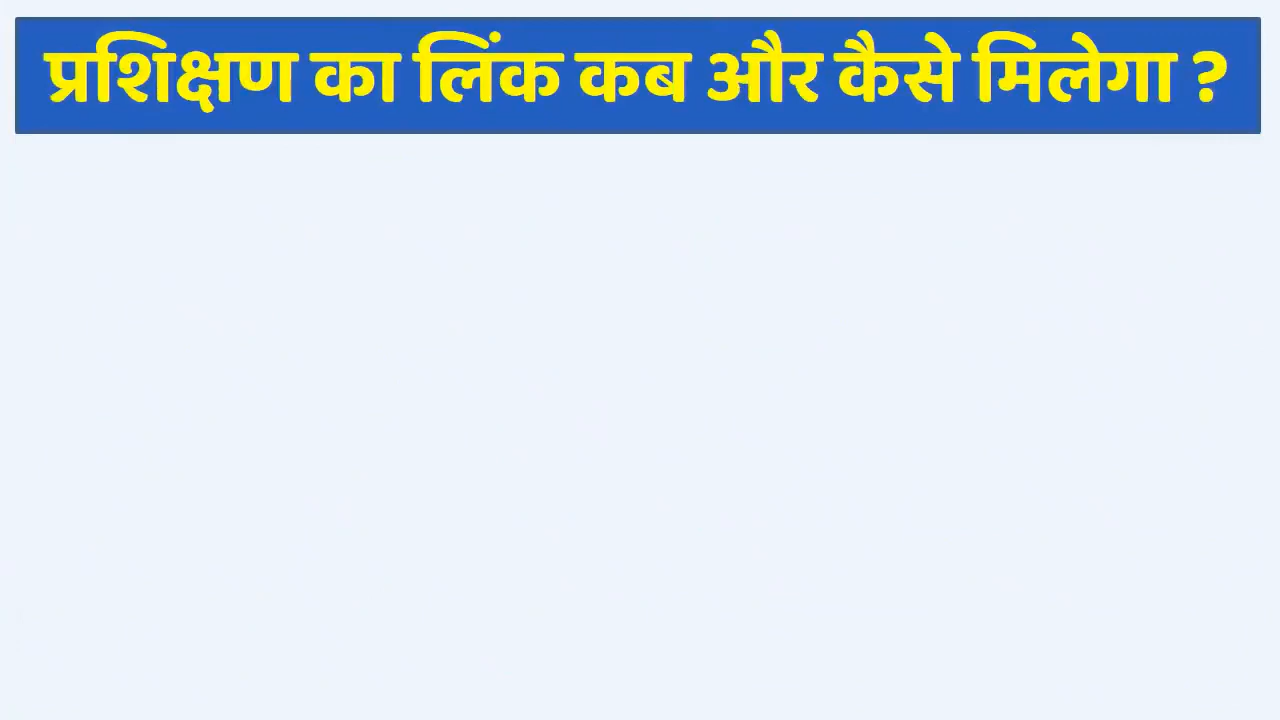 प्रशिक्षण का लिंक कब और कैसे मिलेगा ?